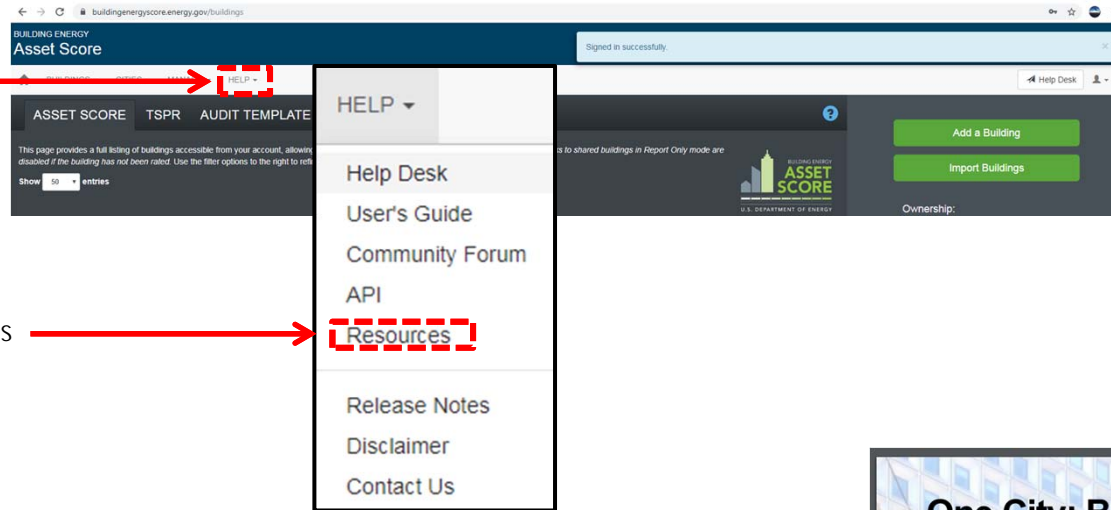 buildingenergyscore.energy.gov/buildings
BUILDING ENERGY
Asset Score
Signed in successfully.
BUILDINGS CITIES HELP
Help Desk
ASSET SCORE TSPR AUDIT TEMPLATE
This page provides a full listing of buildings accessible from your account, allowing
s to shared buildings in Report Only mode are
disabled if the building has not been rated. Use the filter options to the right to
Show 50 entries
BUILDING ENERGY
ASSET
SCORE
U.S. DEPARTMENT OF ENERGY
Add a Building
Import Buildings
Ownership:
HELP
Help Desk
User's Guide
Community Forum
API
s
Resources
Release Notes
Disclaimer
Contact Us
One City: B